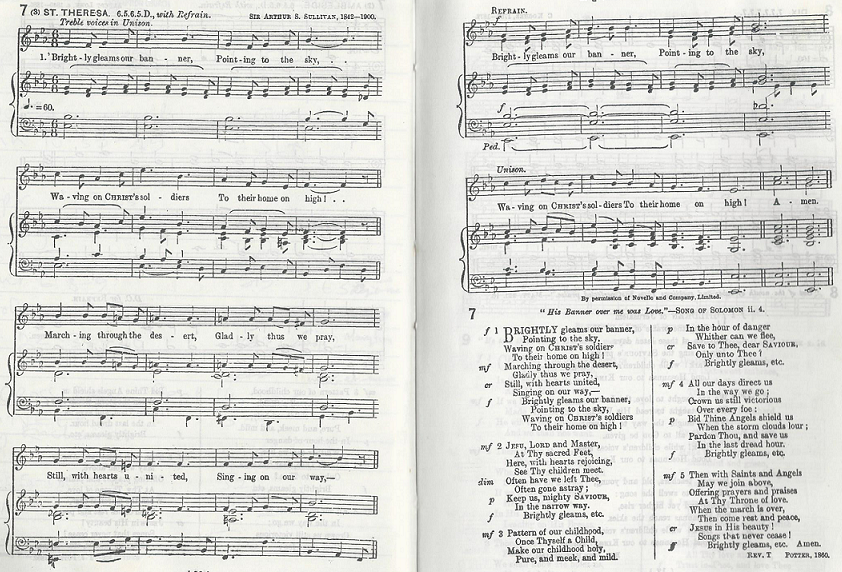 7 (3) ST. THERESA. 6.5.6.5.D., with Refrain. SIR ARTHUR S. SULLIVAN, 1842–1900.
Treble voices in Unison.
1. Bright - ly gleams our ban - ner, Point - ing to the sky, . .
♩. = 60.
Wa - ving on CHRIST'S sol - diers To their home on high! . .
March - ing through the des - ert, Glad - ly thus we pray,
Still, with hearts u - ni - ted, Sing - ing on our way,—
REFRAIN.
f
Bright - ly gleams our ban - ner, Point - ing to the sky,
f
Ped.
Unison.
Wa - ving on CHRIST'S sol - diers To their home on high! A - men.
By permission of Novello and Company, Limited.
7 "His Banner over me was Love."—SONG OF SOLOMON ii. 4.
f 1 BRIGHTLY gleams our banner,
Pointing to the sky,
Waving on CHRIST'S soldiers
To their home on high!
mf Marching through the desert,
Gladly thus we pray,
cr Still, with hearts united,
Singing on our way,—
f Brightly gleams our banner,
Pointing to the sky,
Waving on CHRIST'S soldiers
To their home on high!
mf 2 JESU, LORD and Master,
At Thy sacred Feet,
Here, with hearts rejoicing,
See Thy children meet.
dim Often have we left Thee,
Often gone astray;
p Keep us, mighty SAVIOUR,
In the narrow way.
f Brightly gleams, etc.
mf 3 Pattern of our childhood,
Once Thyself a Child,
Make our childhood holy,
Pure, and meek, and mild.
p In the hour of danger
Whither can we flee,
cr Save to Thee, dear SAVIOUR,
Only unto Thee?
f Brightly gleams, etc.
mf 4 All our days direct us
In the way we go;
Crown us still victorious
Over every foe:
p Bid Thine Angels shield us
When the storm clouds lour;
Pardon Thou, and save us
In the last dread hour.
f Brightly gleams, etc.
mf 5 Then with Saints and Angels
May we join above,
Offering prayers and praises
At Thy Throne of love.
When the march is over,
Then come rest and peace,
cr JESUS in His beauty!
Songs that never cease!
ff Brightly gleams, etc. Amen.
REV. T POTTER, 1860.